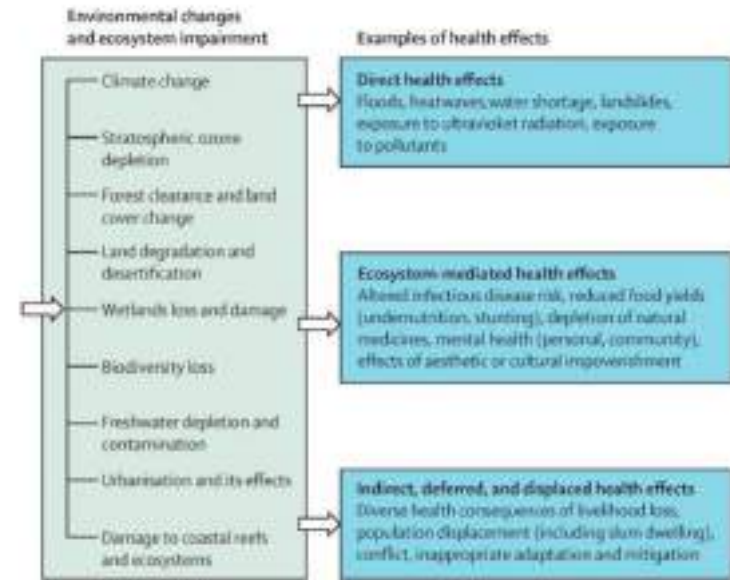 Environmental changes
and ecosystem impairment
Climate change
Stratospheric ozone
depletion
Forest clearance and land
cover change
Land degradation and
desertification
Wetlands loss and damage
Biodiversity loss
Freshwater depletion and
contamination
Urbanisation and its effects
Damage to coastal reefs
and ecosystems
Examples of health effects
Direct health effects
Floods, heatwaves, water shortage, landslides,
exposure to ultraviolet radiation, exposure
to pollutants
Ecosystem-mediated health effects
Altered infectious disease risk, reduced food yields
(undernutrition, stunting), depletion of natural
medicines, mental health (personal, community),
effects of aesthetic or cultural impoverishment
Indirect, deferred, and displaced health effects
Diverse health consequences of livelihood loss,
population displacement (including slum dwelling),
conflict, inappropriate adaptation and mitigation